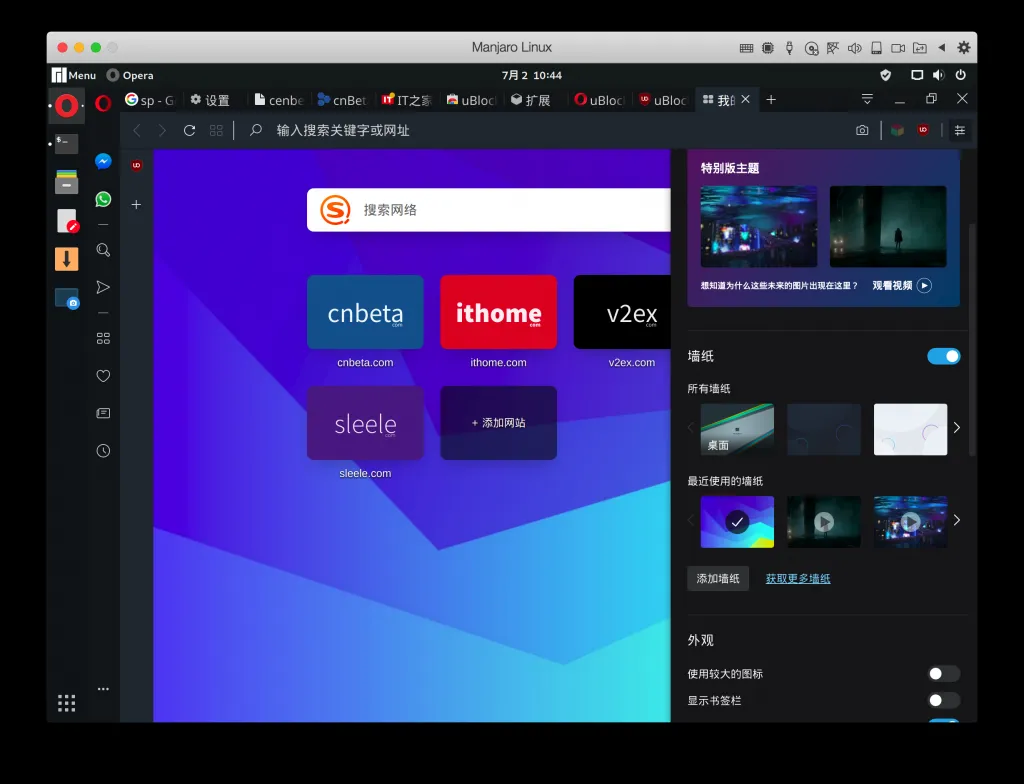 Manjaro Linux
Menu
Opera
7月 2 10:44
sp - G
设置
cenbe
cnBet
IT之家
uBloc
扩展
uBloc
uBloc
我的
输入搜索关键字或网址
搜索网络
cnbeta
com
ithome
com
v2ex
com
cnbeta.com
ithome.com
v2ex.com
sleele
com
+ 添加网站
sleele.com
特别版主题
想知道为什么这些未来的图片出现在这里？
观看视频
墙纸
所有墙纸
桌面
最近使用的墙纸
添加墙纸
获取更多墙纸
外观
使用较大的图标
显示书签栏